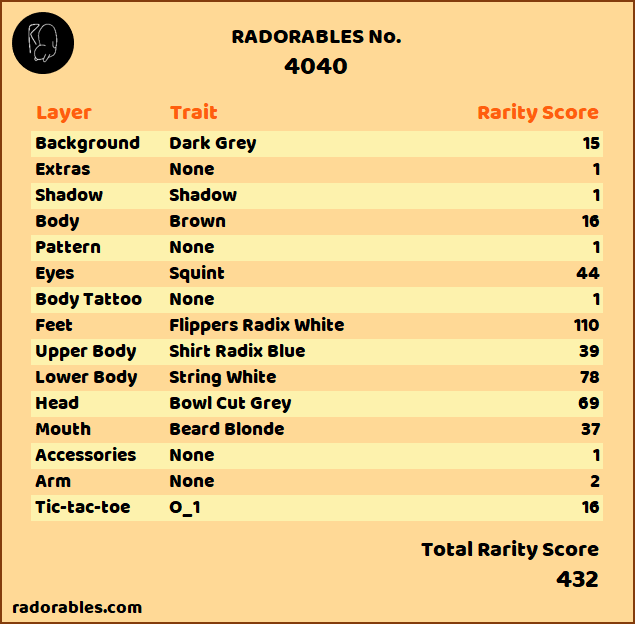 RADORABLES No.
4040
Layer Trait Rarity Score
Background Dark Grey 15
Extras None 1
Shadow Shadow 1
Body Brown 16
Pattern None 1
Eyes Squint 44
Body Tattoo None 1
Feet Flippers Radix White 110
Upper Body Shirt Radix Blue 39
Lower Body String White 78
Head Bowl Cut Grey 69
Mouth Beard Blonde 37
Accessories None 1
Arm None 2
Tic-tac-toe O_1 16
Total Rarity Score
432
radorables.com